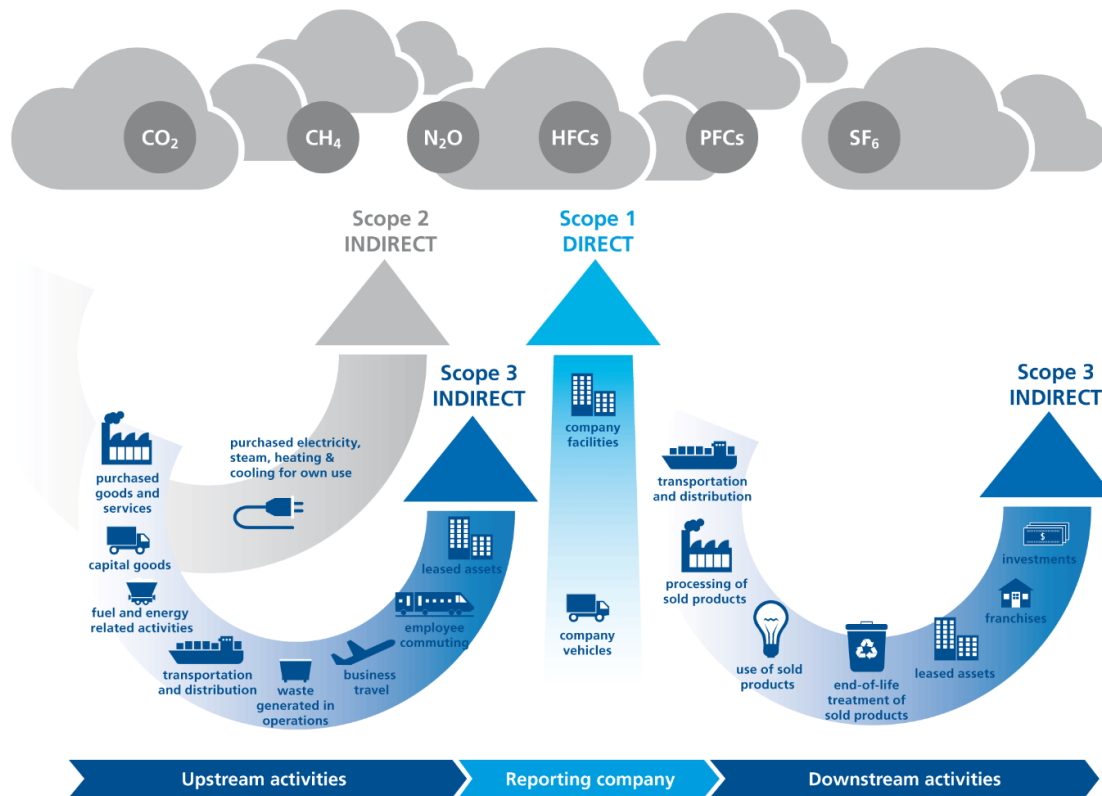 CO₂
CH₄
N₂O
HFCs
PFCs
SF₆
Scope 2
INDIRECT
Scope 1
DIRECT
Scope 3
INDIRECT
Scope 3
INDIRECT
purchased electricity,
steam, heating &
cooling for own use
purchased
goods and
services
capital goods
fuel and energy
related activities
transportation
and distribution
waste
generated in
operations
business
travel
employee
commuting
leased assets
company
facilities
company
vehicles
transportation
and distribution
processing of
sold products
use of sold
products
end-of-life
treatment of
sold products
leased assets
franchises
$
investments
Upstream activities
Reporting company
Downstream activities